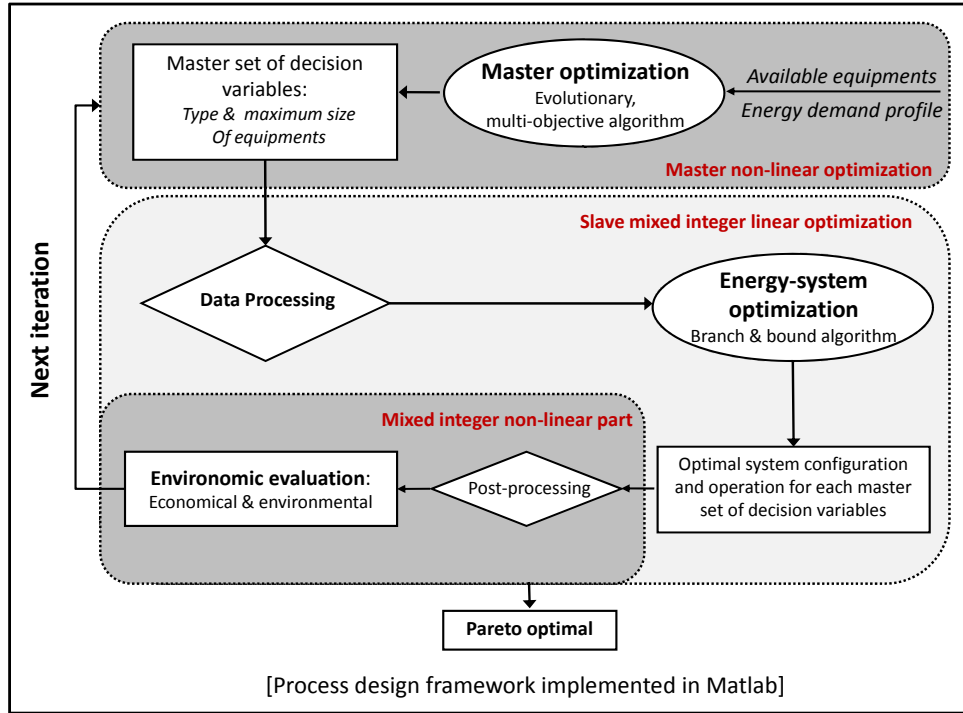 Master set of decision
variables:
Type & maximum size
Of equipments
Master optimization
Evolutionary,
multi-objective algorithm
Available equipments
Energy demand profile
Master non-linear optimization
Slave mixed integer linear optimization
Next iteration
Data Processing
Energy-system
optimization
Branch & bound algorithm
Mixed integer non-linear part
Environomic evaluation:
Economical & environmental
Post-processing
Optimal system configuration
and operation for each master
set of decision variables
Pareto optimal
[Process design framework implemented in Matlab]